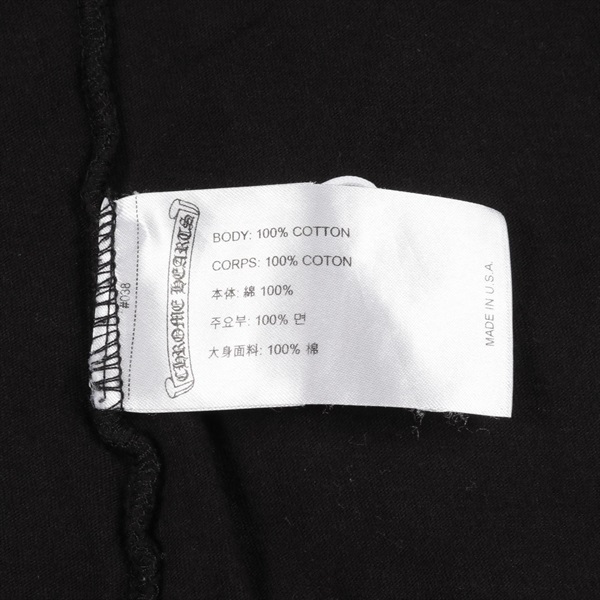 #038
CHROME HEARTS
BODY: 100% COTTON
CORPS: 100% COTON
本体: 綿 100%
주요부: 100% 면
大身面料: 100% 棉
MADE IN U.S.A.